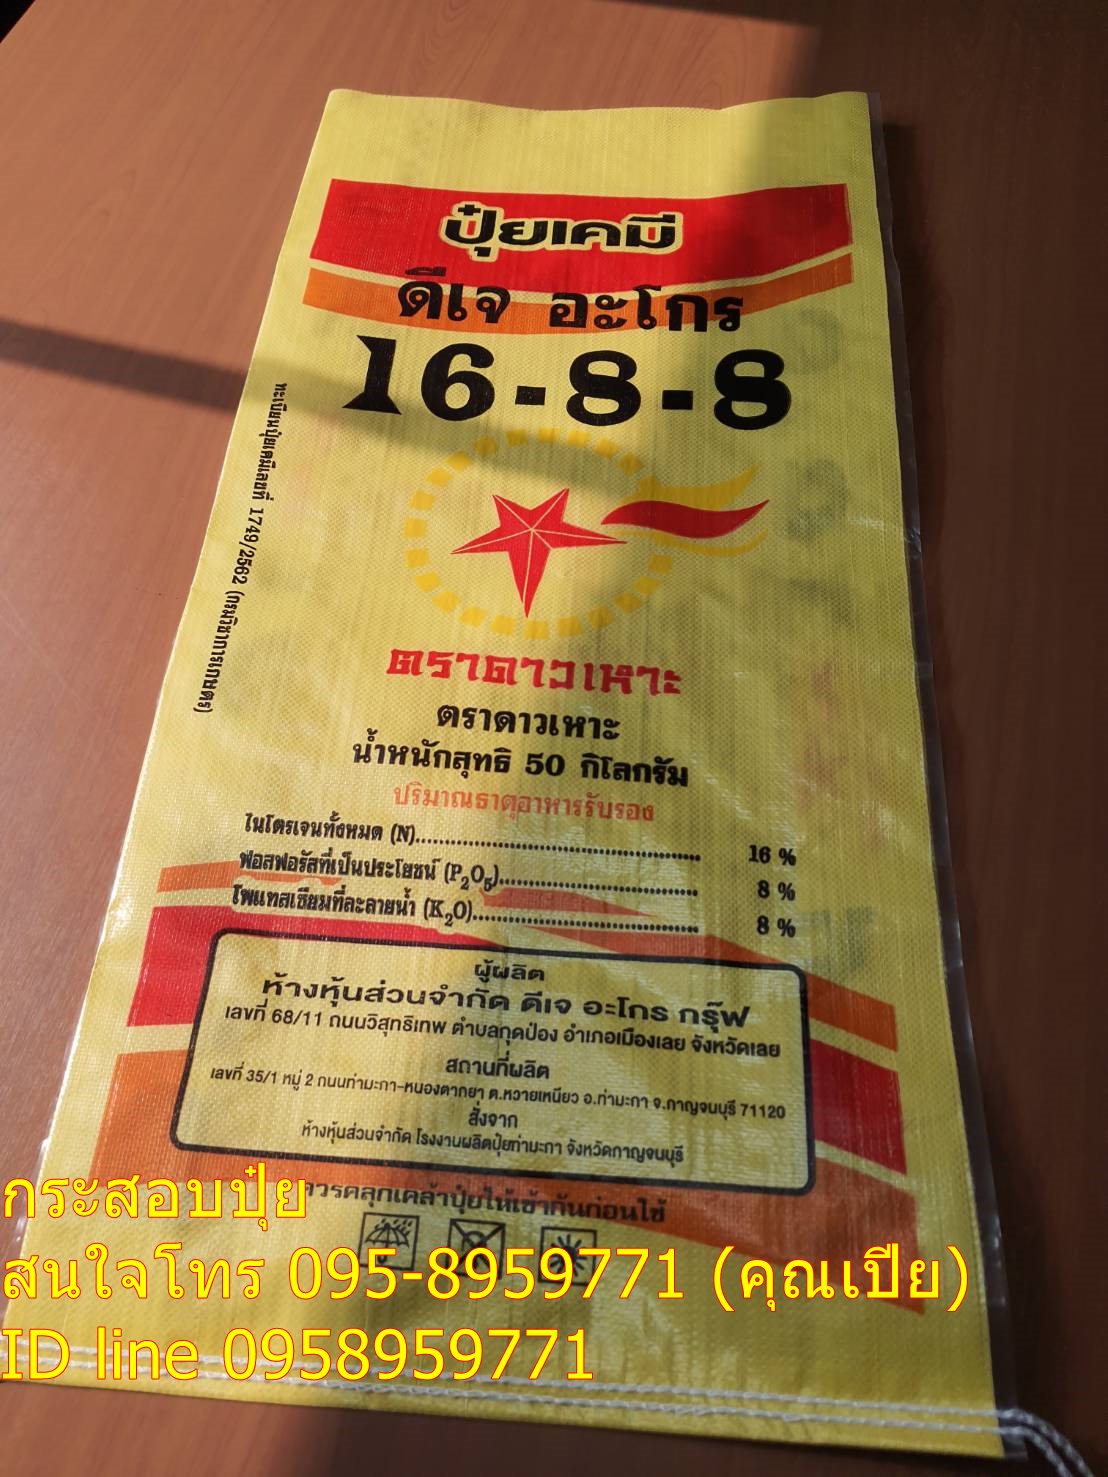 ปุ๋ยเคมี
ดีเจ อะโกร
16-8-8
ทะเบียนปุ๋ยเคมีเลขที่ 1749/2562 (กรมวิชาการเกษตร)
ตราดาวเหาะ
ตราดาวเหาะ
น้ำหนักสุทธิ 50 กิโลกรัม
ปริมาณธาตุอาหารรับรอง
ไนโตรเจนทั้งหมด (N)........................ 16 %
ฟอสฟอรัสที่เป็นประโยชน์ (P₂O₅)........................ 8 %
โพแทสเซียมที่ละลายน้ำ (K₂O)........................ 8 %
ผู้ผลิต
ห้างหุ้นส่วนจำกัด ดีเจ อะโกร กรุ๊ฟ
เลขที่ 68/11 ถนนวิสุทธิเทพ ตำบลกุดป่อง อำเภอเมืองเลย จังหวัดเลย
สถานที่ผลิต
เลขที่ 35/1 หมู่ 2 ถนนท่ามะกา-หนองตากยา ต.หวายเหนียว อ.ท่ามะกา จ.กาญจนบุรี 71120
สั่งจาก
ห้างหุ้นส่วนจำกัด โรงงานผลิตปุ๋ยท่ามะกา จังหวัดกาญจนบุรี
ควรคลุกเคล้าปุ๋ยให้เข้ากันก่อนใช้
กระสอบปุ๋ย
สนใจโทร 095-8959771 (คุณเปีย)
ID line 0958959771